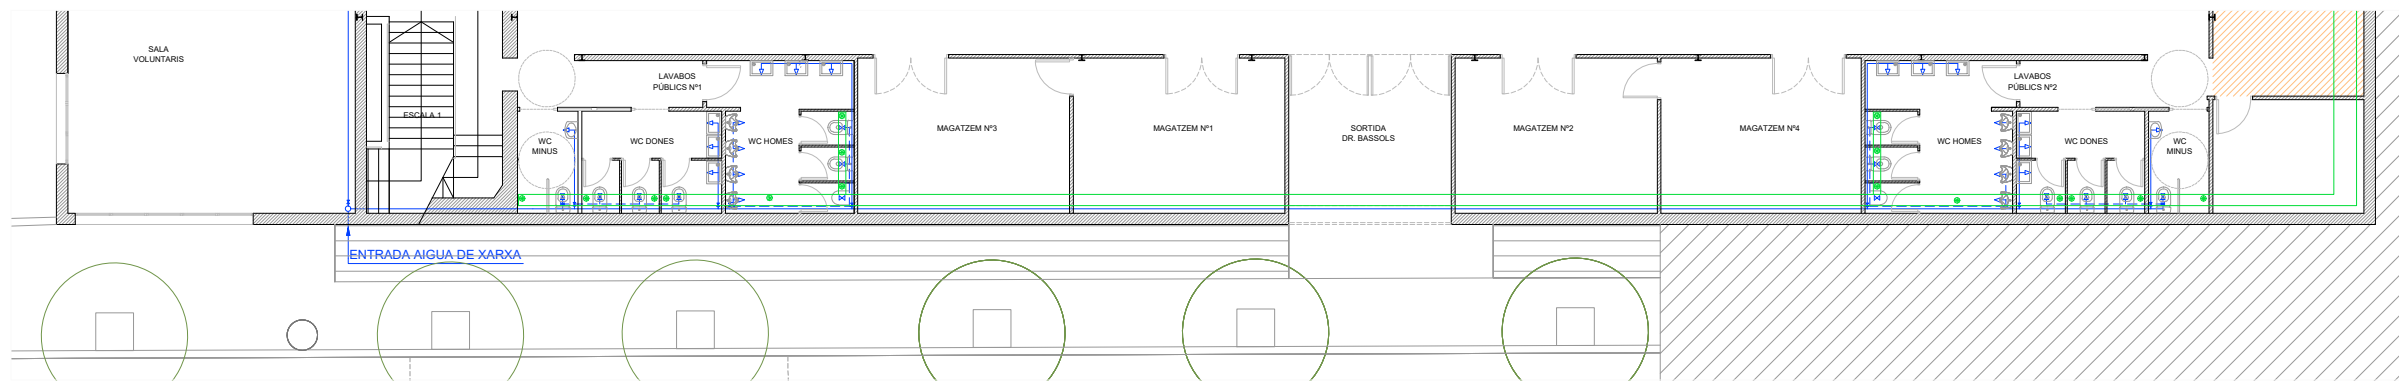 SALA
VOLUNTARIS
ESCALA 1
LAVABOS
PÚBLICS Nº1
WC
MINUS
WC DONES
WC HOMES
MAGATZEM Nº3
MAGATZEM Nº1
SORTIDA
DR. BASSOLS
MAGATZEM Nº2
MAGATZEM Nº4
LAVABOS
PÚBLICS Nº2
WC HOMES
WC DONES
WC
MINUS
ENTRADA AIGUA DE XARXA